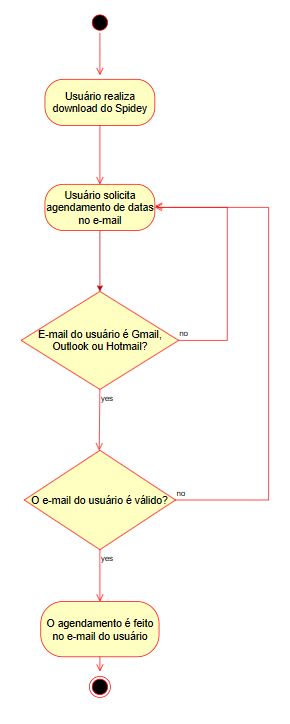 Usuário realiza
download do Spidey
Usuário solicita
agendamento de datas
no e-mail
E-mail do usuário é Gmail,
Outlook ou Hotmail?
no
yes
O e-mail do usuário é válido?
no
yes
O agendamento é feito
no e-mail do usuário